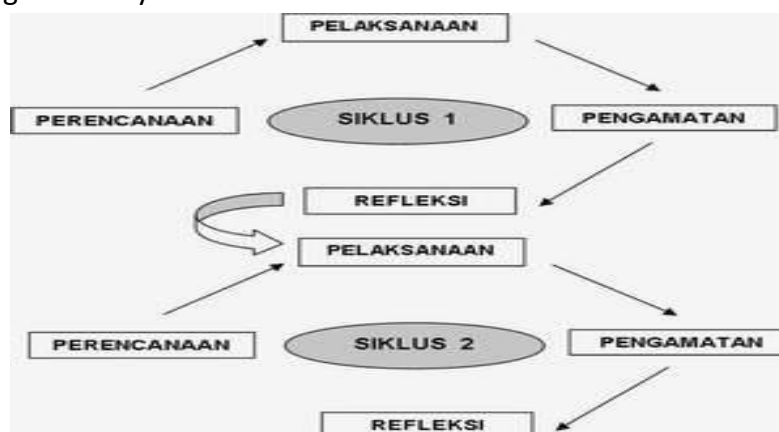 PELAKSANAAN
PERENCANAAN
SIKLUS 1
PENGAMATAN
REFLEKSI
PELAKSANAAN
PERENCANAAN
SIKLUS 2
PENGAMATAN
REFLEKSI